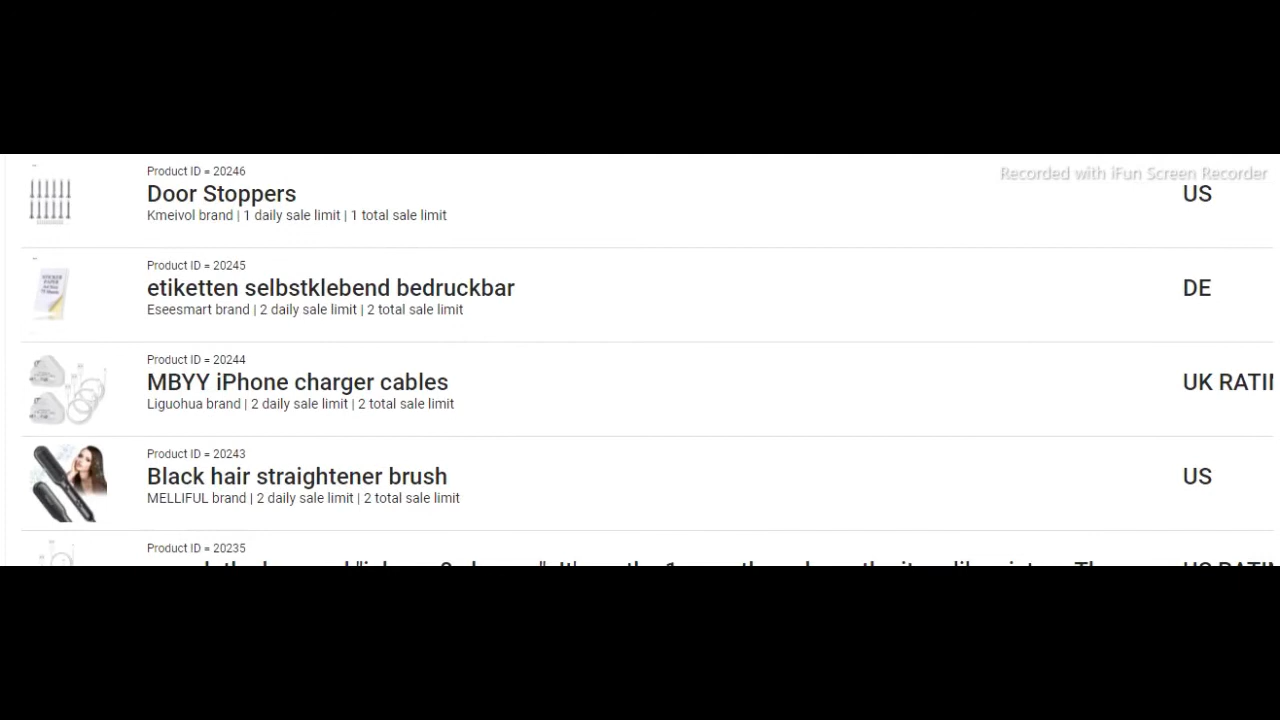 Recorded with iFun Screen Recorder
Product ID = 20246
Door Stoppers
US
Kmeivol brand | 1 daily sale limit | 1 total sale limit
Product ID = 20245
etiketten selbstklebend bedruckbar
DE
Eseesmart brand | 2 daily sale limit | 2 total sale limit
Product ID = 20244
MBYY iPhone charger cables
UK RATIN
Liguohua brand | 2 daily sale limit | 2 total sale limit
Product ID = 20243
Black hair straightener brush
US
MELLIFUL brand | 2 daily sale limit | 2 total sale limit
Product ID = 20235